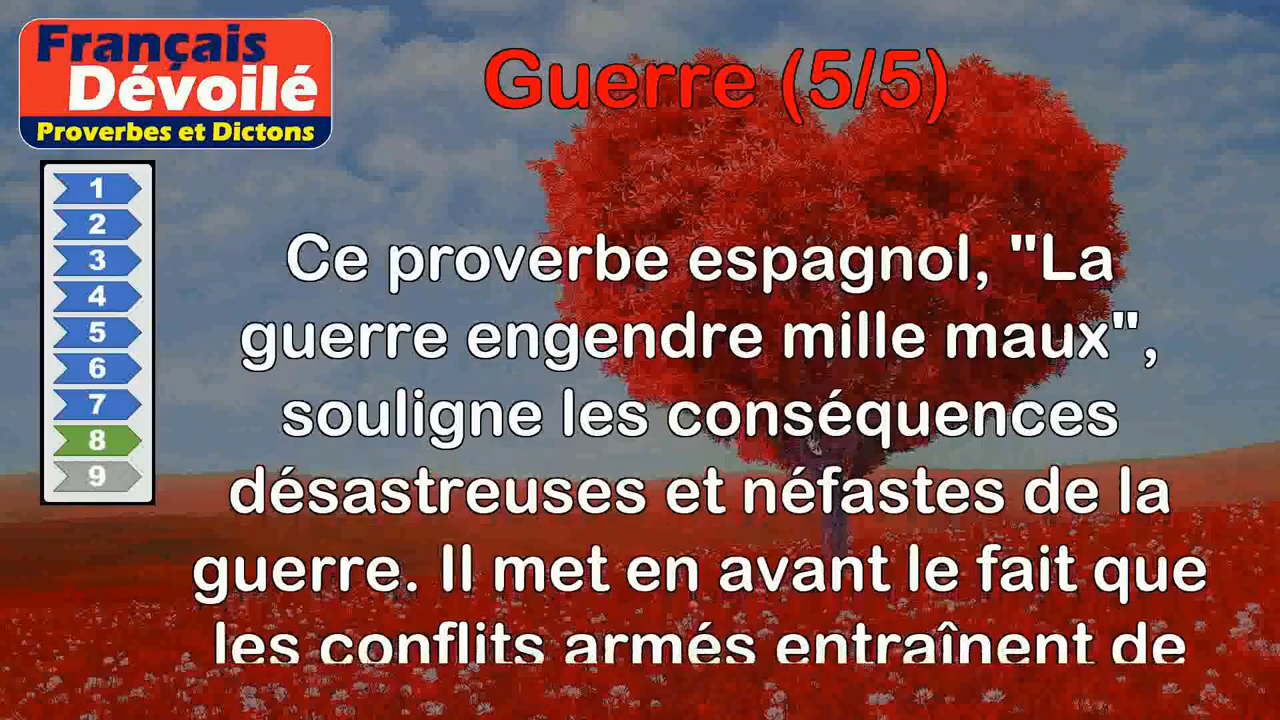 Français
Dévoilé
Proverbes et Dictons
Guerre (5/5)
1
2
3
4
5
6
7
8
9
Ce proverbe espagnol, "La
guerre engendre mille maux",
souligne les conséquences
désastreuses et néfastes de la
guerre. Il met en avant le fait que
les conflits armés entraînent de